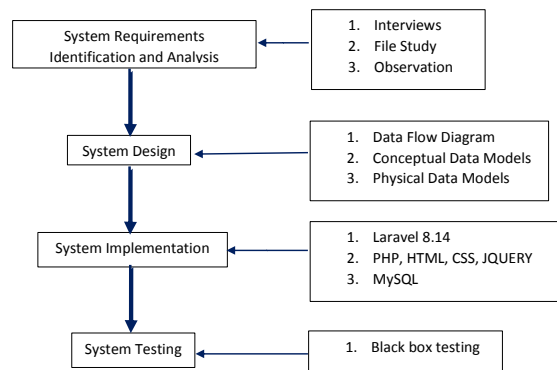 System Requirements
Identification and Analysis
1. Interviews
2. File Study
3. Observation
System Design
1. Data Flow Diagram
2. Conceptual Data Models
3. Physical Data Models
System Implementation
1. Laravel 8.14
2. PHP, HTML, CSS, JQUERY
3. MySQL
System Testing
1. Black box testing